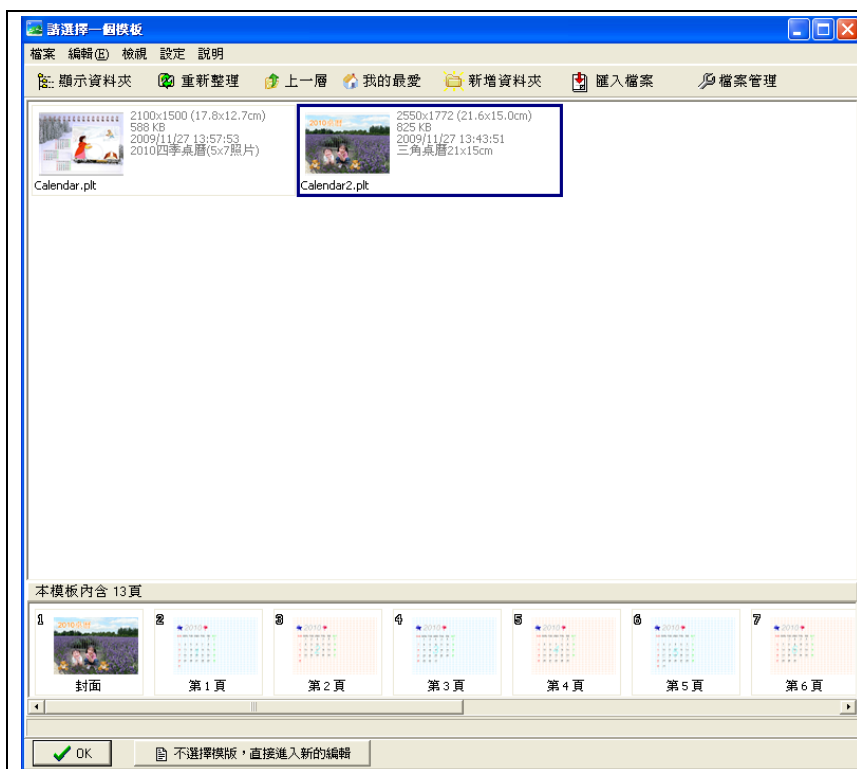 請選擇一個模板
檔案 編輯(E) 檢視 設定 說明
顯示資料夾 重新整理 上一層 我的最愛 新增資料夾 匯入檔案 檔案管理
2100x1500 (17.8x12.7cm)
588 KB
2009/11/27 13:57:53
2010四季桌曆(5x7照片)
Calendar.plt
2550x1772 (21.6x15.0cm)
825 KB
2009/11/27 13:43:51
三角桌曆21x15cm
Calendar2.plt
本模板內含 13頁
1 2 3 4 5 6 7
2010 2010 2010 2010 2010 2010
封面 第1頁 第2頁 第3頁 第4頁 第5頁 第6頁
OK 不選擇模版，直接進入新的編輯